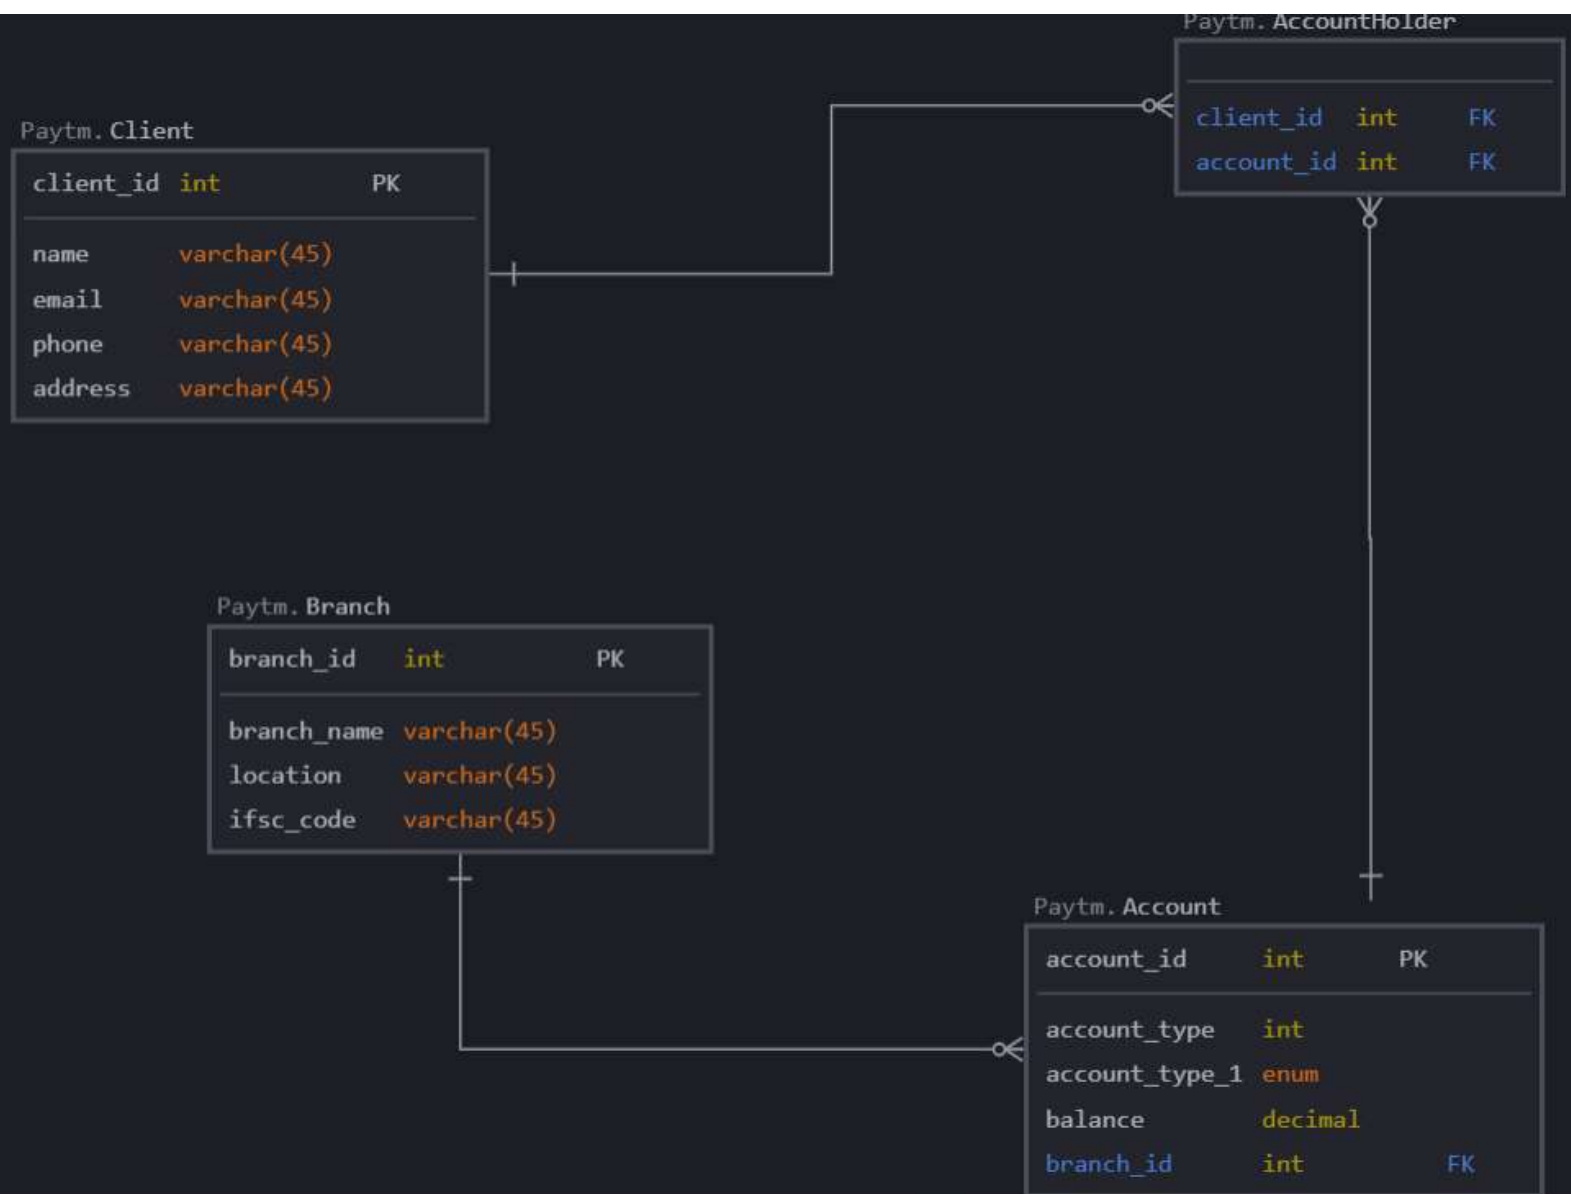 Paytm.AccountHolder
client_id int FK
account_id int FK
Paytm.Client
client_id int PK
name varchar(45)
email varchar(45)
phone varchar(45)
address varchar(45)
Paytm.Branch
branch_id int PK
branch_name varchar(45)
location varchar(45)
ifsc_code varchar(45)
Paytm.Account
account_id int PK
account_type int
account_type_1 enum
balance decimal
branch_id int FK